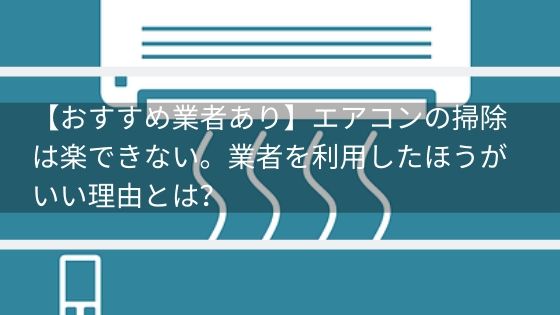 【おすすめ業者あり】エアコンの掃除
は楽できない。業者を利用したほうが
いい理由とは?